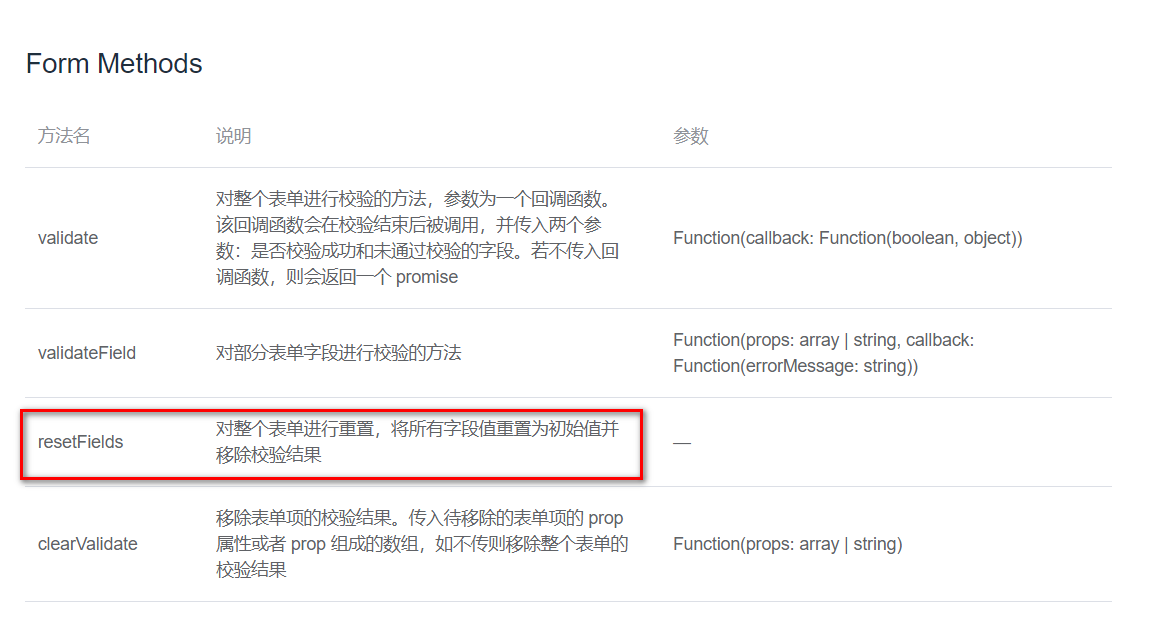 Form Methods
方法名 说明 参数
对整个表单进行校验的方法，参数为一个回调函数。
该回调函数会在校验结束后被调用，并传入两个参
validate 数：是否校验成功和未通过校验的字段。若不传入回 Function(callback: Function(boolean, object))
调函数，则会返回一个 promise
validateField 对部分表单字段进行校验的方法 Function(props: array | string, callback:
Function(errorMessage: string))
resetFields 对整个表单进行重置，将所有字段值重置为初始值并
移除校验结果 —
移除表单项的校验结果。传入待移除的表单项的 prop
clearValidate 属性或者 prop 组成的数组，如不传则移除整个表单的 Function(props: array | string)
校验结果